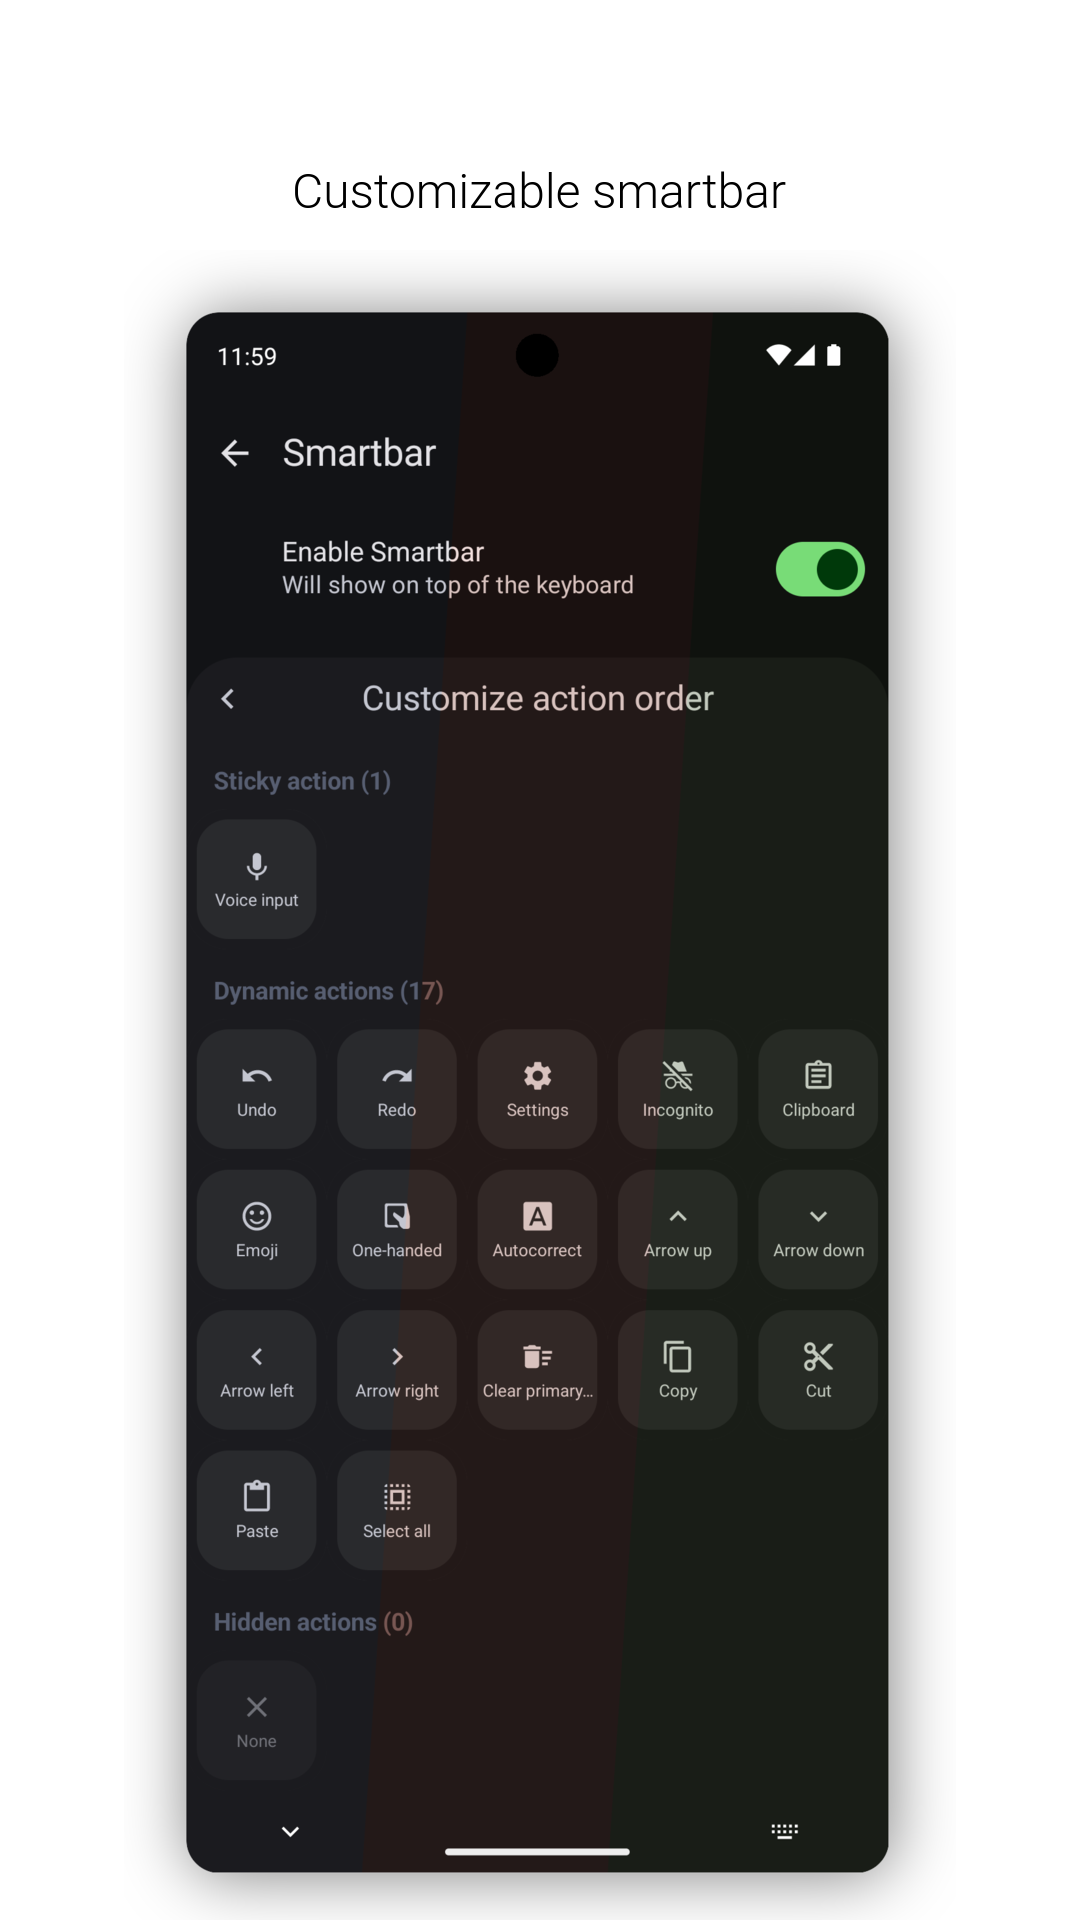 Customizable smartbar
11:59
Smartbar
Enable Smartbar
Will show on top of the keyboard
Customize action order
Sticky action (1)
Voice input
Dynamic actions (17)
Undo
Redo
Settings
Incognito
Clipboard
Emoji
One-handed
Autocorrect
Arrow up
Arrow down
Arrow left
Arrow right
Clear primary...
Copy
Cut
Paste
Select all
Hidden actions (0)
None